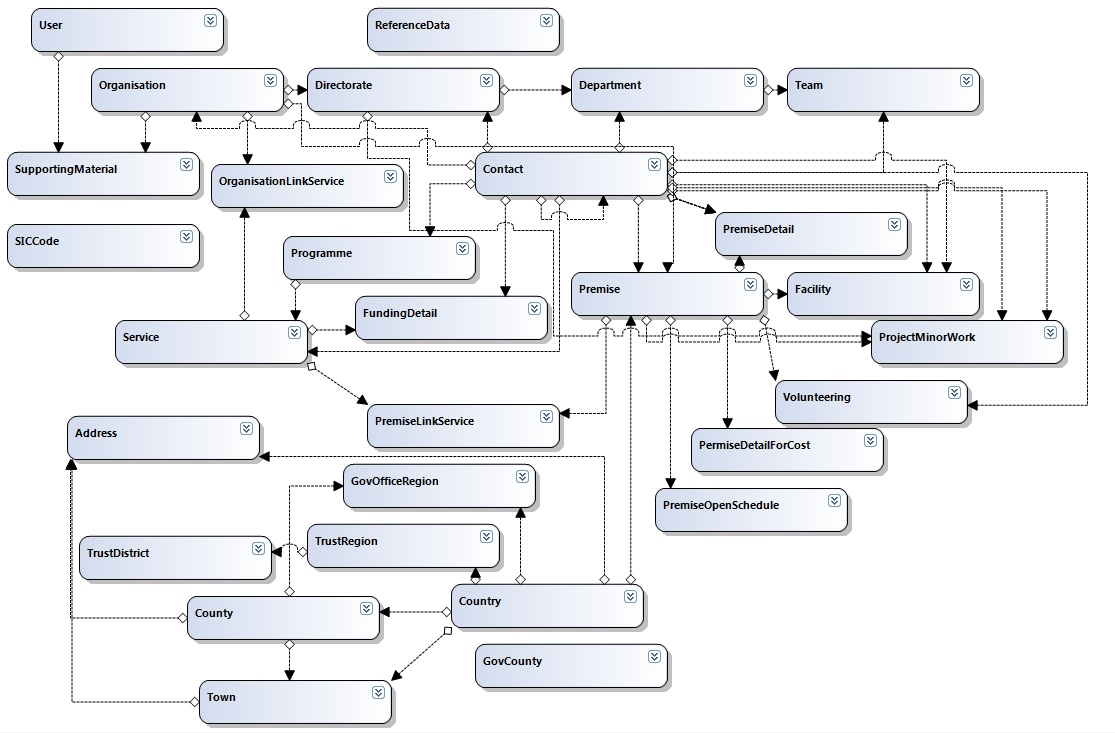 User
ReferenceData
Organisation
Directorate
Department
Team
SupportingMaterial
OrganisationLinkService
Contact
SICCode
Programme
PremiseDetail
Premise
Facility
FundingDetail
Service
ProjectMinorWork
Volunteering
PremiseLinkService
Address
PermiseDetailForCost
GovOfficeRegion
PremiseOpenSchedule
TrustDistrict
TrustRegion
County
Country
GovCounty
Town